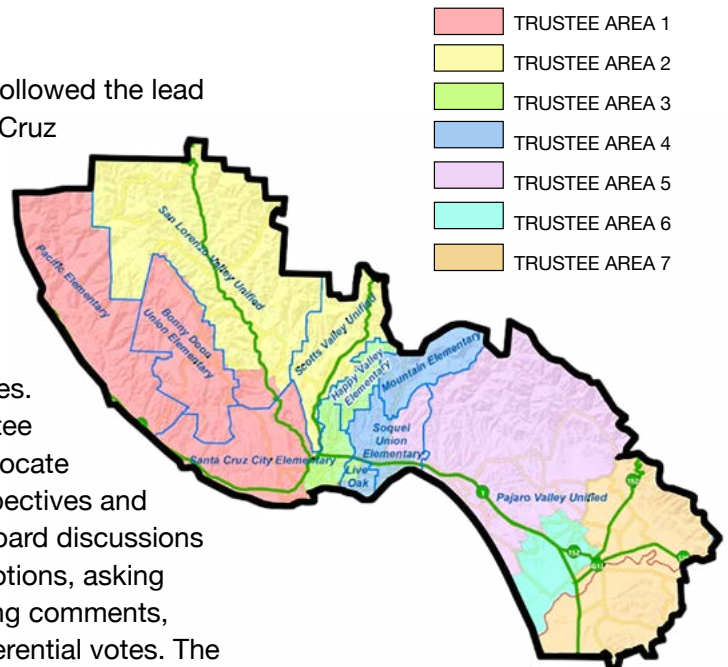 TRUSTEE AREA 1
TRUSTEE AREA 2
TRUSTEE AREA 3
TRUSTEE AREA 4
TRUSTEE AREA 5
TRUSTEE AREA 6
TRUSTEE AREA 7
ollowed the lead
Cruz
es.
tee
ocate
pectives and
oard discussions
ptions, asking
ng comments,
erential votes. The
San Lorenzo Valley Unified
Pacific Elementary
Bonny Doon
Union Elementary
Scotts Valley Unified
Happy Valley
Elementary
Mountain Elementary
Soquel
Union
Elementary
Santa Cruz City Elementary
Live
Oak
Pajaro Valley Unified
1
152
152